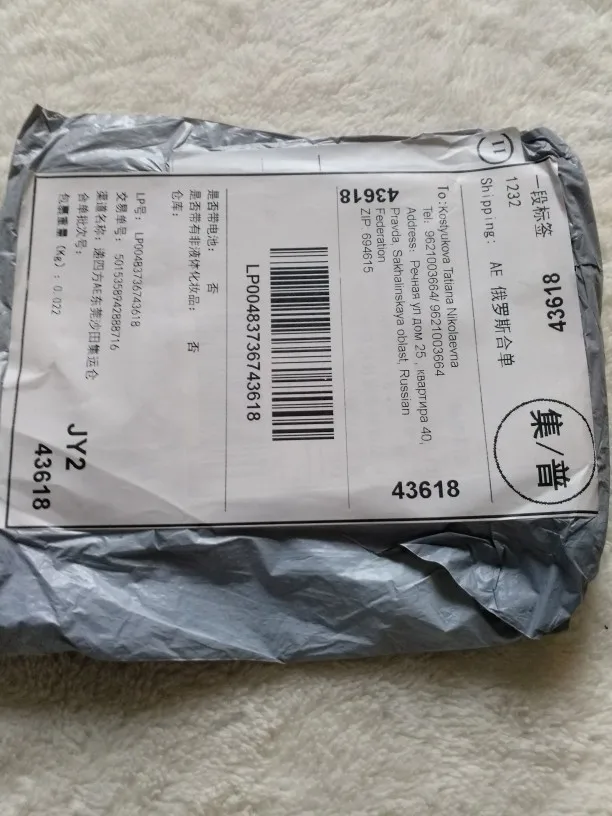 11
一段标签
43618
集/普
1232
Shipping: AE 俄罗斯合单
To:Kostyukova Tatiana Nikolaevna
Tel: 9621003664/ 9621003664
Address: Речная ул дом 25 , квартира 40,
Pravda, Sakhalinskaya oblast, Russian
Federation
ZIP: 694615
43618
43618
LP00483736743618
是否带电池: 否
是否带有非液体化妆品: 否
仓库:
LP号: LP00483736743618
交易单号: 5015358942888716
渠道名称: 递四方AE东莞沙田集运仓
合单批次号:
包裹重量 (Kg): 0.022
JY2
43618